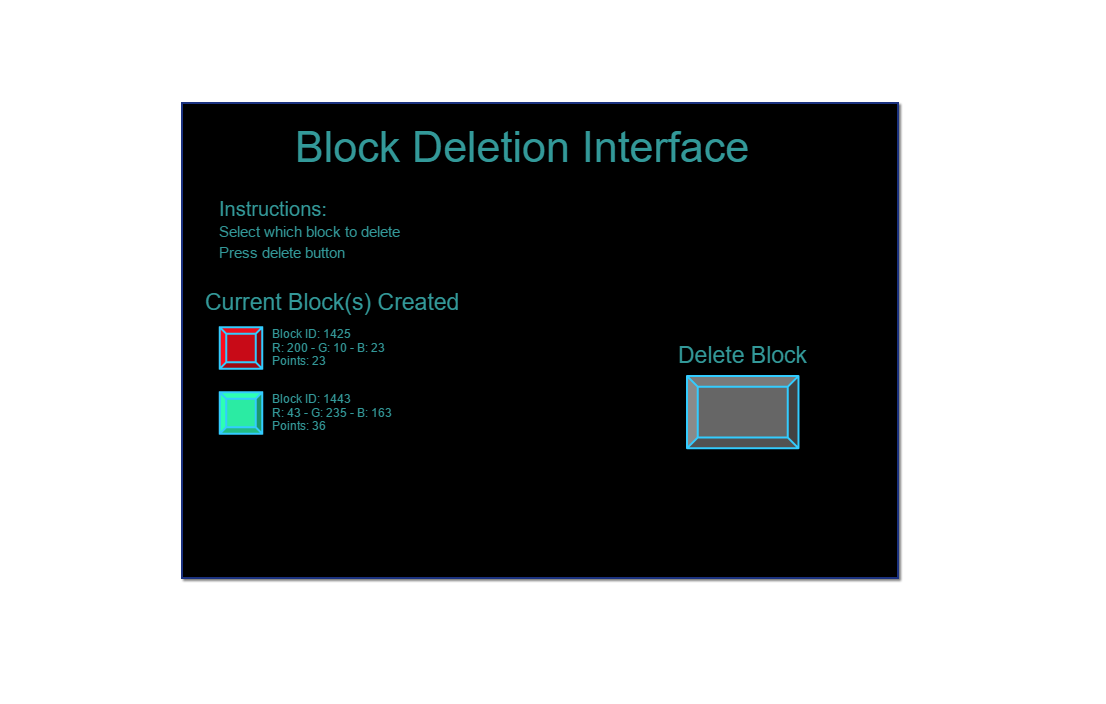 Block Deletion Interface
Instructions:
Select which block to delete
Press delete button
Current Block(s) Created
Block ID: 1425
R: 200 - G: 10 - B: 23
Points: 23
Delete Block
Block ID: 1443
R: 43 - G: 235 - B: 163
Points: 36